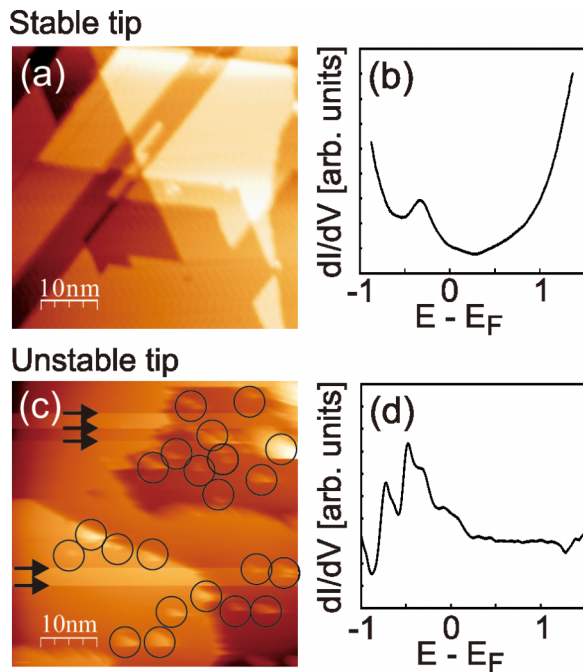 Stable tip
(a)
10nm
(b)
dI/dV [arb. units]
-1 0 1
E - EF
Unstable tip
(c)
10nm
(d)
dI/dV [arb. units]
-1 0 1
E - EF